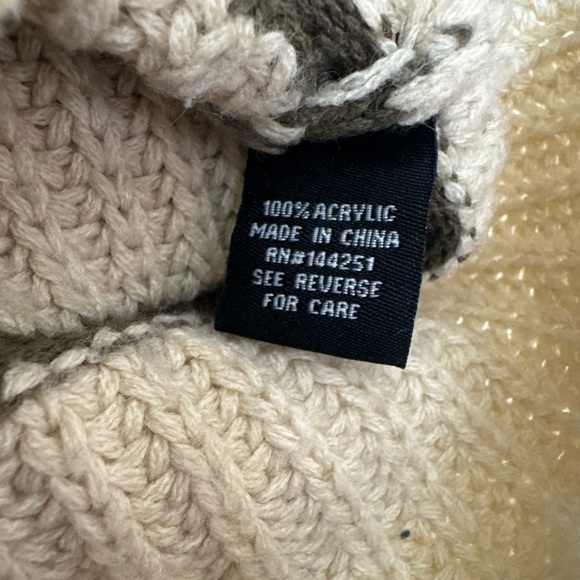 100% ACRYLIC
MADE IN CHINA
RN#144251
SEE REVERSE
FOR CARE